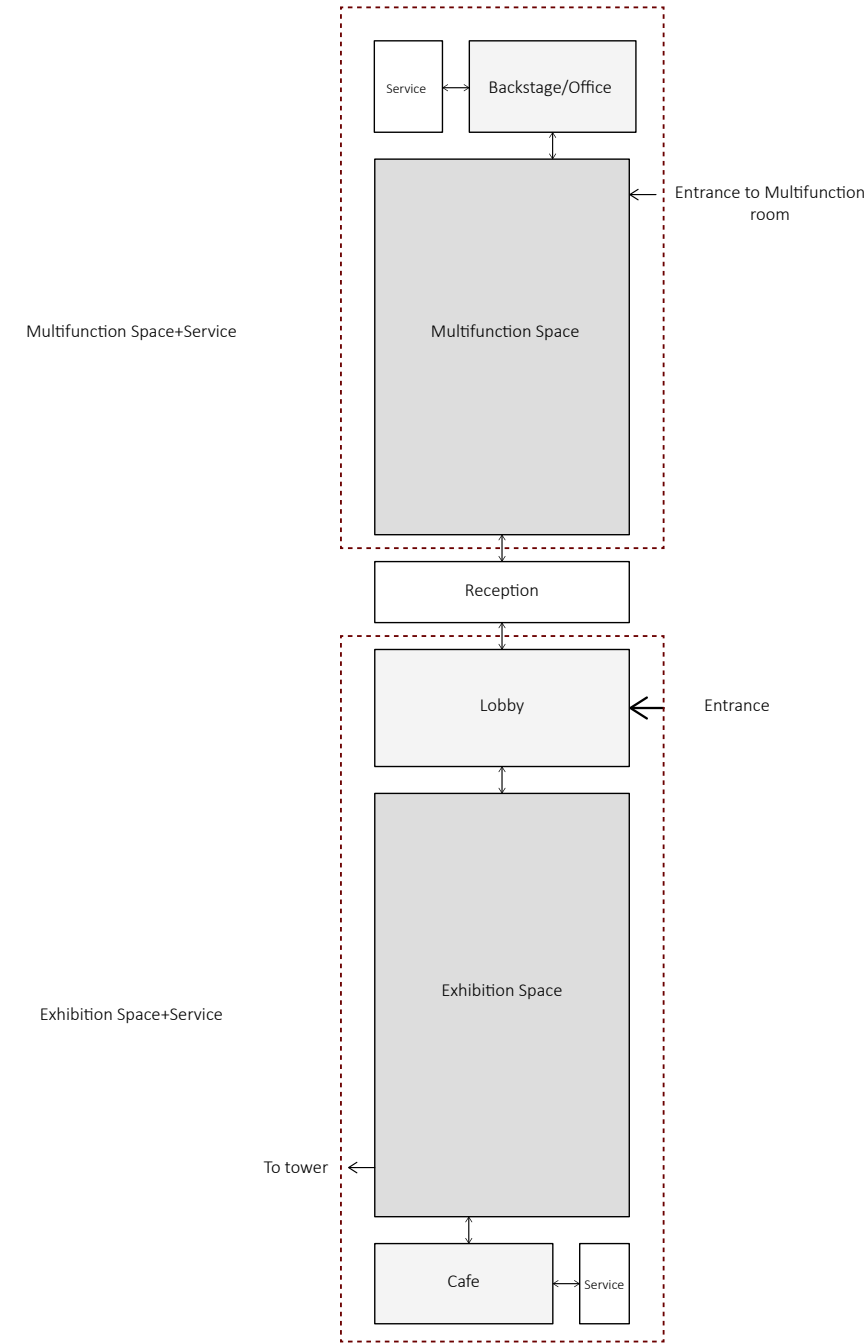 Service
Backstage/Office
Entrance to Multifunction
room
Multifunction Space+Service
Multifunction Space
Reception
Lobby
Entrance
Exhibition Space
Exhibition Space+Service
To tower
Cafe
Service